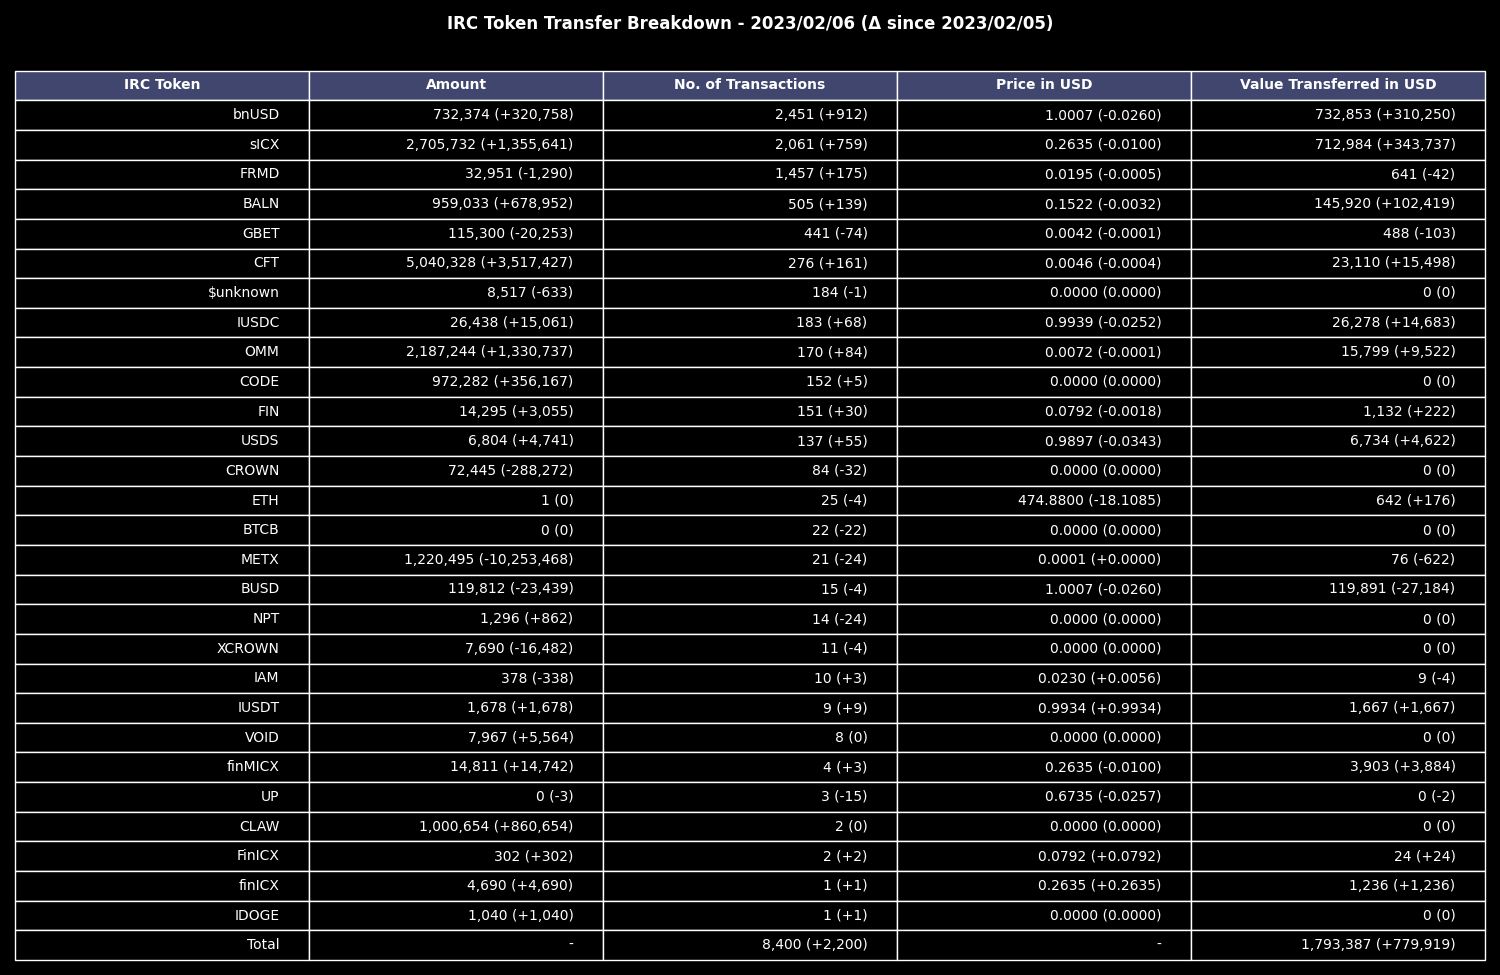 IRC Token Transfer Breakdown - 2023/02/06 (Δ since 2023/02/05)
IRC Token Amount No. of Transactions Price in USD Value Transferred in USD
bnUSD 732,374 (+320,758) 2,451 (+912) 1.0007 (-0.0260) 732,853 (+310,250)
sICX 2,705,732 (+1,355,641) 2,061 (+759) 0.2635 (-0.0100) 712,984 (+343,737)
FRMD 32,951 (-1,290) 1,457 (+175) 0.0195 (-0.0005) 641 (-42)
BALN 959,033 (+678,952) 505 (+139) 0.1522 (-0.0032) 145,920 (+102,419)
GBET 115,300 (-20,253) 441 (-74) 0.0042 (-0.0001) 488 (-103)
CFT 5,040,328 (+3,517,427) 276 (+161) 0.0046 (-0.0004) 23,110 (+15,498)
$unknown 8,517 (-633) 184 (-1) 0.0000 (0.0000) 0 (0)
IUSDC 26,438 (+15,061) 183 (+68) 0.9939 (-0.0252) 26,278 (+14,683)
OMM 2,187,244 (+1,330,737) 170 (+84) 0.0072 (-0.0001) 15,799 (+9,522)
CODE 972,282 (+356,167) 152 (+5) 0.0000 (0.0000) 0 (0)
FIN 14,295 (+3,055) 151 (+30) 0.0792 (-0.0018) 1,132 (+222)
USDS 6,804 (+4,741) 137 (+55) 0.9897 (-0.0343) 6,734 (+4,622)
CROWN 72,445 (-288,272) 84 (-32) 0.0000 (0.0000) 0 (0)
ETH 1 (0) 25 (-4) 474.8800 (-18.1085) 642 (+176)
BTCB 0 (0) 22 (-22) 0.0000 (0.0000) 0 (0)
METX 1,220,495 (-10,253,468) 21 (-24) 0.0001 (+0.0000) 76 (-622)
BUSD 119,812 (-23,439) 15 (-4) 1.0007 (-0.0260) 119,891 (-27,184)
NPT 1,296 (+862) 14 (-24) 0.0000 (0.0000) 0 (0)
XCROWN 7,690 (-16,482) 11 (-4) 0.0000 (0.0000) 0 (0)
IAM 378 (-338) 10 (+3) 0.0230 (+0.0056) 9 (-4)
IUSDT 1,678 (+1,678) 9 (+9) 0.9934 (+0.9934) 1,667 (+1,667)
VOID 7,967 (+5,564) 8 (0) 0.0000 (0.0000) 0 (0)
finMICX 14,811 (+14,742) 4 (+3) 0.2635 (-0.0100) 3,903 (+3,884)
UP 0 (-3) 3 (-15) 0.6735 (-0.0257) 0 (-2)
CLAW 1,000,654 (+860,654) 2 (0) 0.0000 (0.0000) 0 (0)
FinICX 302 (+302) 2 (+2) 0.0792 (+0.0792) 24 (+24)
finICX 4,690 (+4,690) 1 (+1) 0.2635 (+0.2635) 1,236 (+1,236)
IDOGE 1,040 (+1,040) 1 (+1) 0.0000 (0.0000) 0 (0)
Total - 8,400 (+2,200) - 1,793,387 (+779,919)